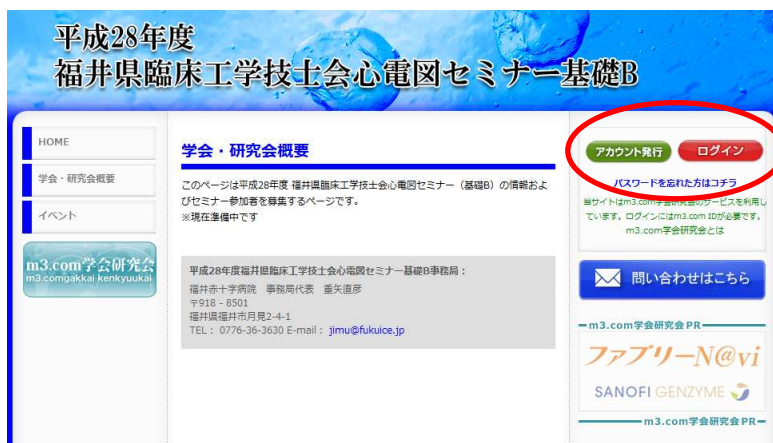 平成28年度
福井県臨床工学技士会心電図セミナー基礎B
HOME
学会・研究会概要
イベント
m3.com学会研究会
m3.comgakkai kenkyuukai
学会・研究会概要
このページは平成28年度 福井県臨床工学技士会心電図セミナー（基礎B）の情報およ
びセミナー参加者を募集するページです。
※現在準備中です
平成28年度福井県臨床工学技士会心電図セミナー基礎B事務局：
福井赤十字病院　事務局代表　重矢直彦
〒918 - 8501
福井県福井市月見2-4-1
TEL： 0776-36-3630 E-mail： jimu@fukuice.jp
アカウント発行
ログイン
パスワードを忘れた方はコチラ
当サイトはm3.com学会研究会のサービスを利用し
ています。ログインにはm3.com IDが必要です。
m3.com学会研究会とは
問い合わせはこちら
m3.com学会研究会 PR
ファブリーN@vi
SANOFI GENZYME
m3.com学会研究会 PR